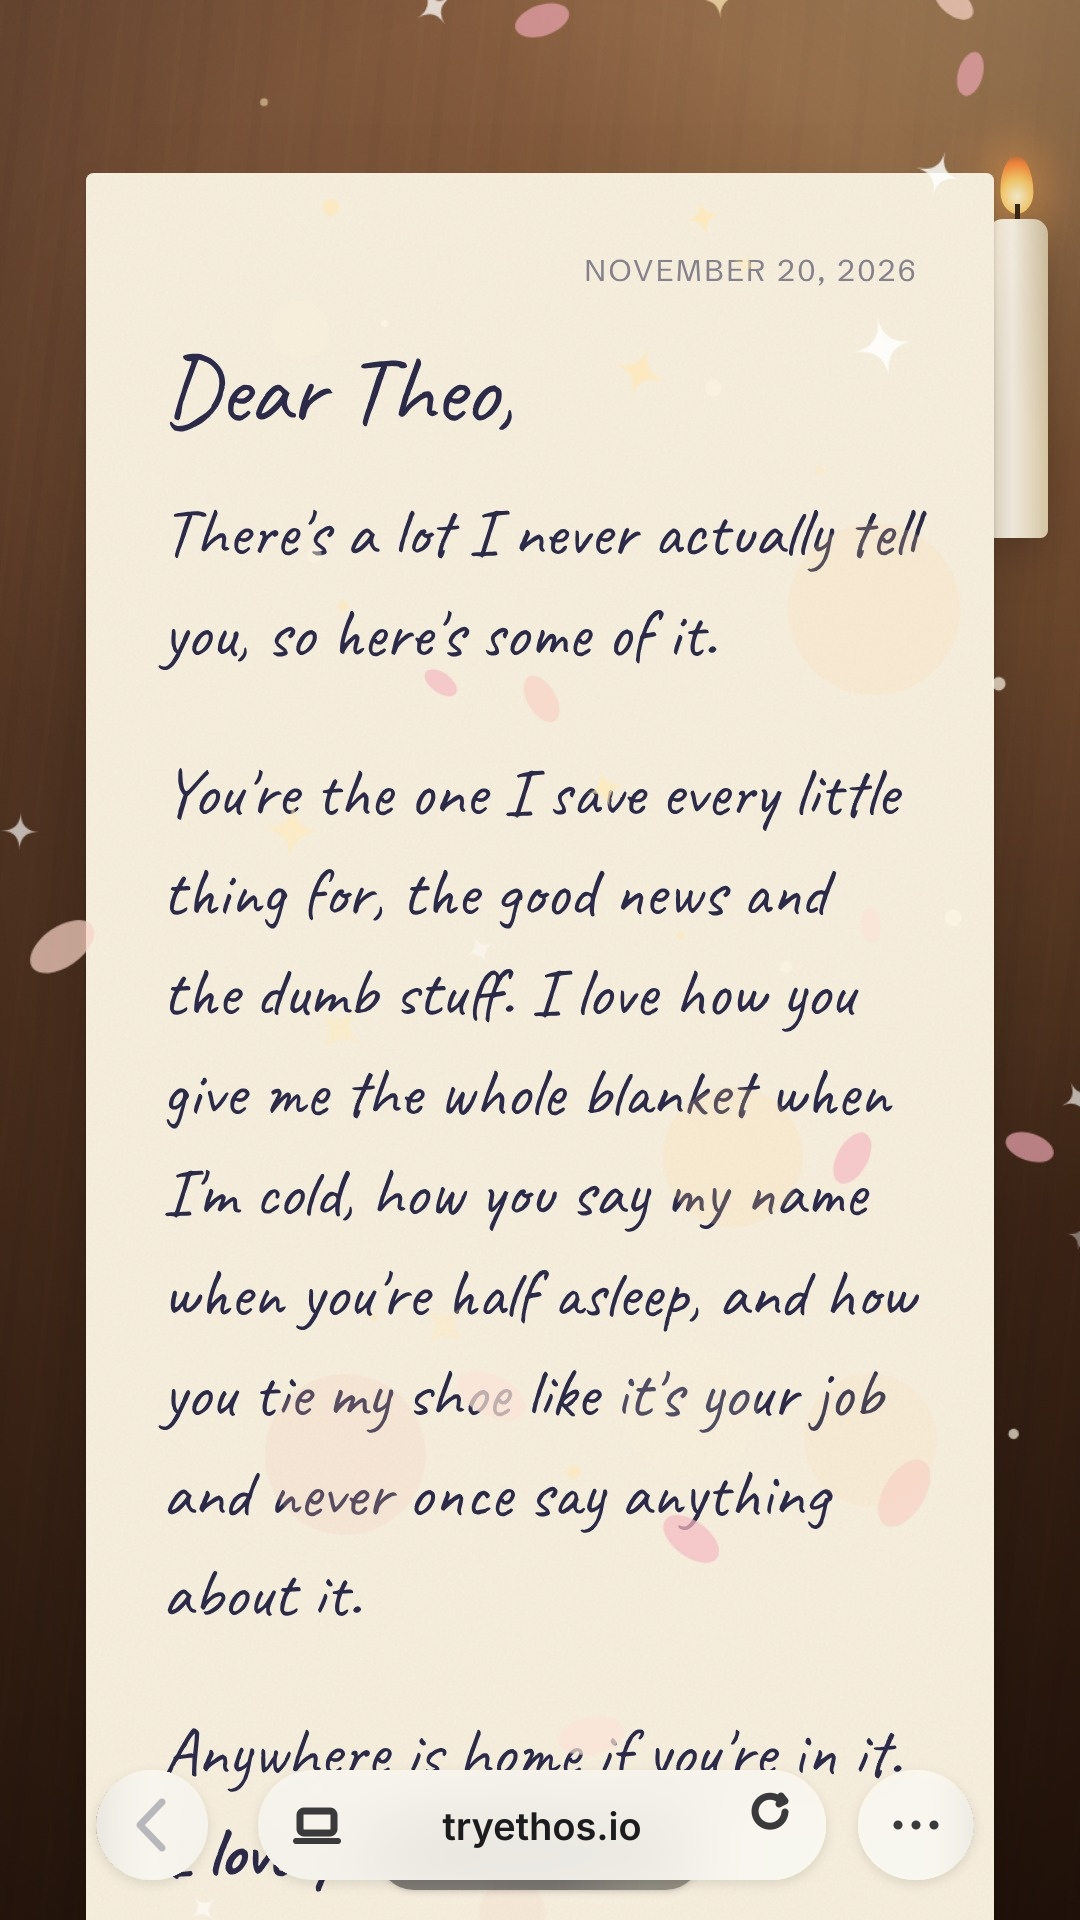 NOVEMBER 20, 2026
Dear Theo,
There's a lot I never actually tell
you, so here's some of it.
You're the one I save every little
thing for, the good news and
the dumb stuff. I love how you
give me the whole blanket when
I'm cold, how you say my name
when you're half asleep, and how
you tie my shoe like it's your job
and never once say anything
about it.
Anywhere is home if you're in it.
I
tryethos.io